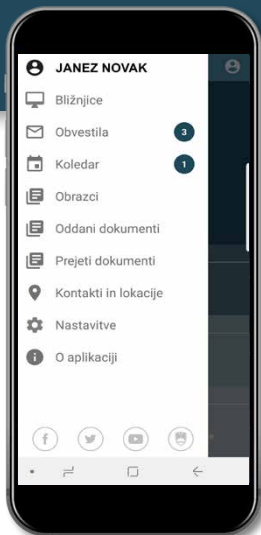 JANEZ NOVAK
Bližnjice
Obvestila 3
Koledar 1
Obrazci
Oddani dokumenti
Prejeti dokumenti
Kontakti in lokacije
Nastavitve
O aplikaciji